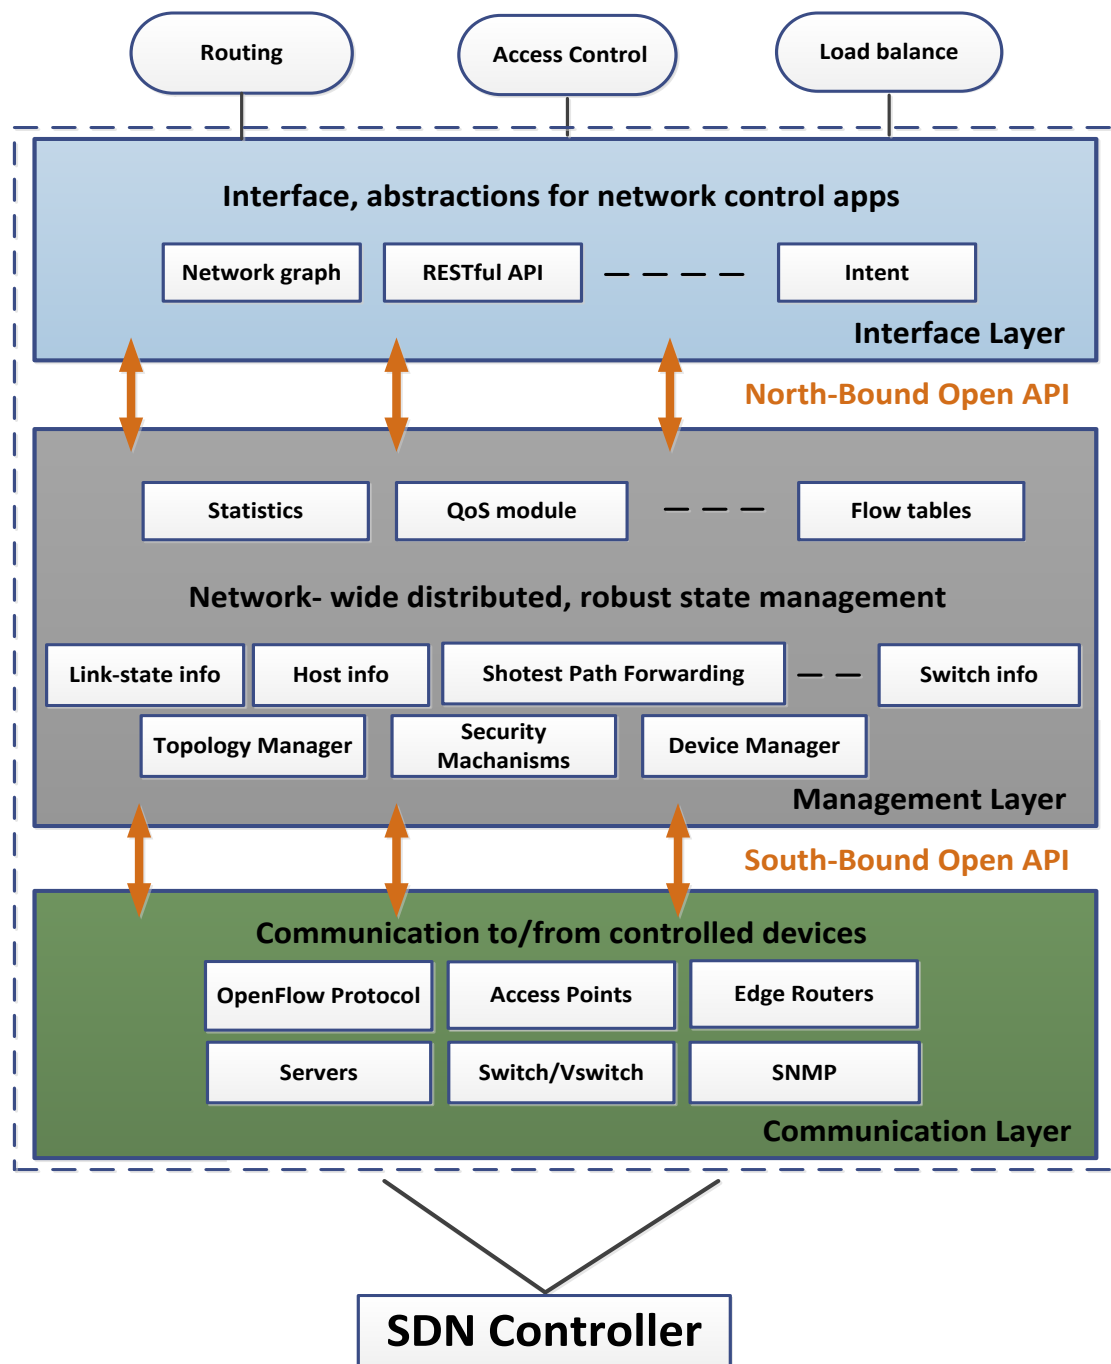 Routing
Access Control
Load balance
Interface, abstractions for network control apps
Network graph
RESTful API
Intent
Interface Layer
North-Bound Open API
Statistics
QoS module
Flow tables
Network- wide distributed, robust state management
Link-state info
Host info
Shotest Path Forwarding
Switch info
Topology Manager
Security
Machanisms
Device Manager
Management Layer
South-Bound Open API
Communication to/from controlled devices
OpenFlow Protocol
Access Points
Edge Routers
Servers
Switch/Vswitch
SNMP
Communication Layer
SDN Controller